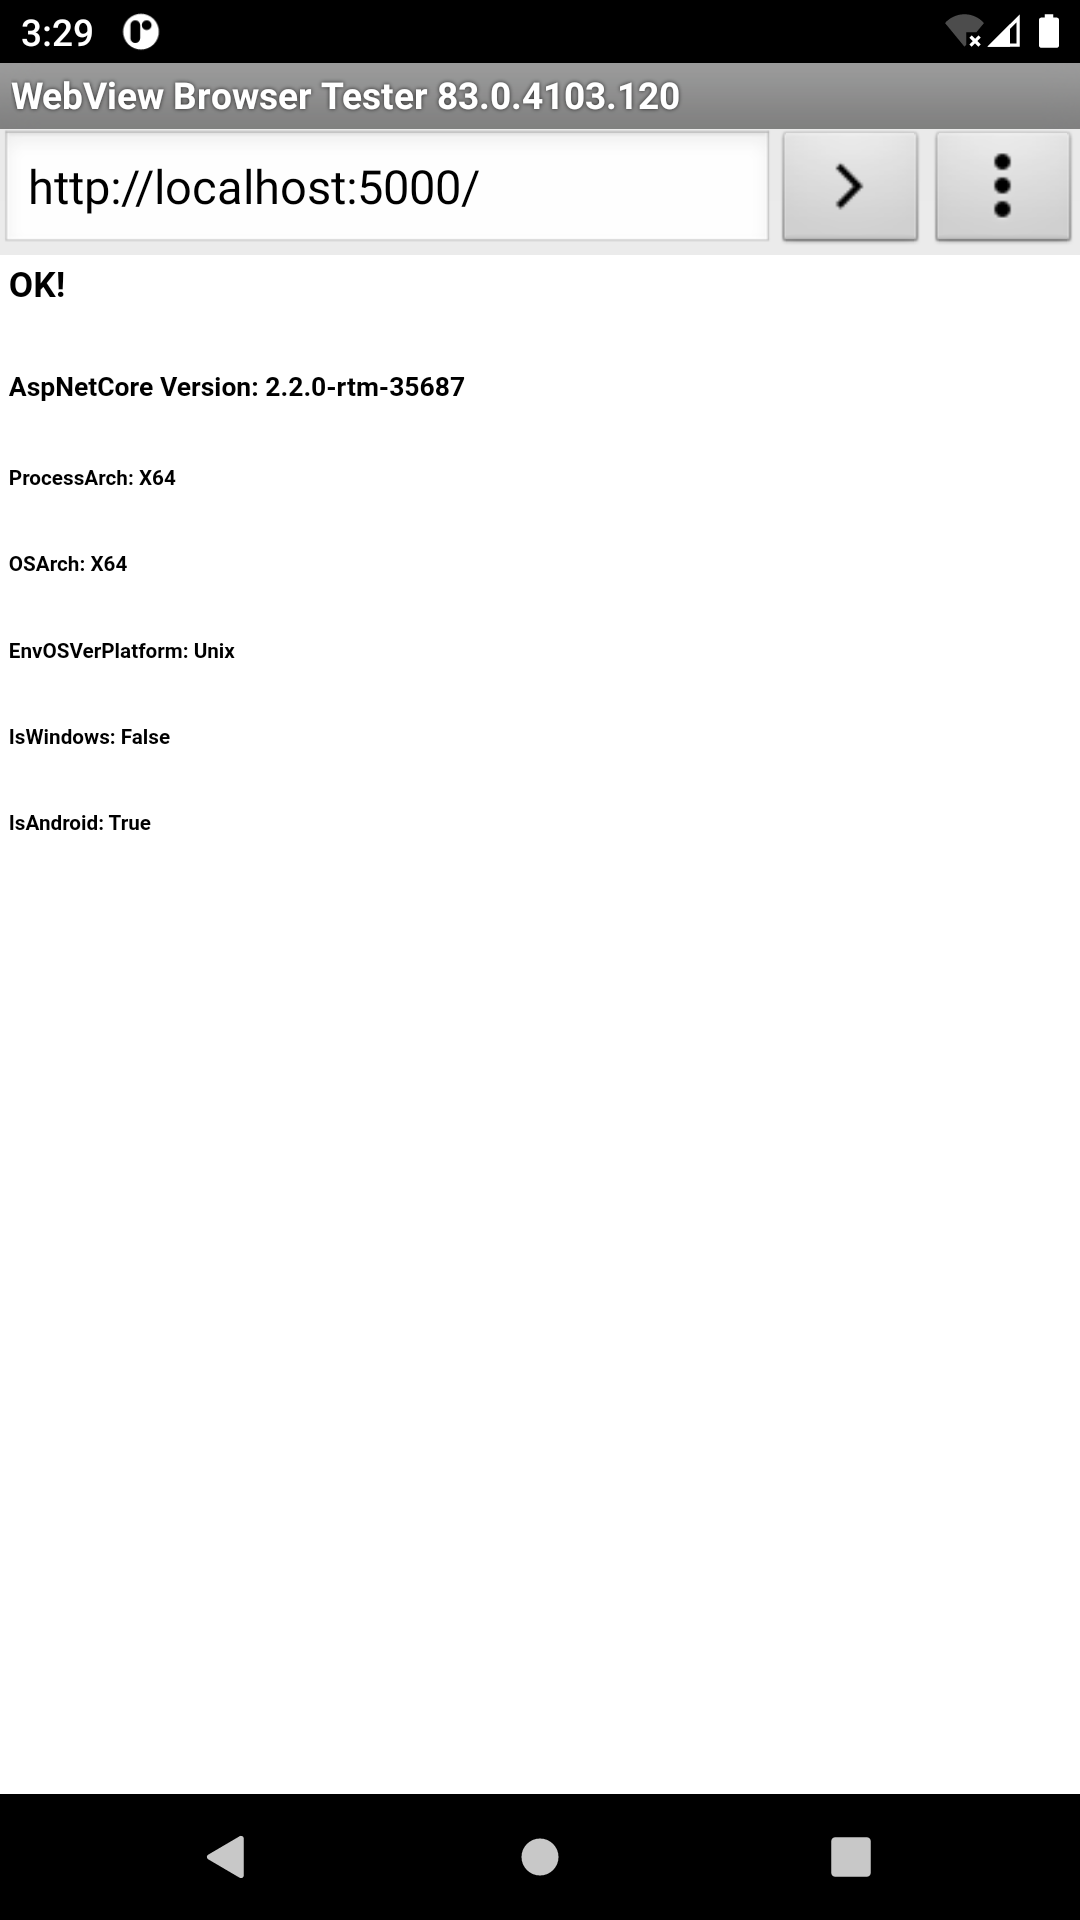 3:29
WebView Browser Tester 83.0.4103.120
http://localhost:5000/
OK!
AspNetCore Version: 2.2.0-rtm-35687
ProcessArch: X64
OSArch: X64
EnvOSVerPlatform: Unix
IsWindows: False
IsAndroid: True